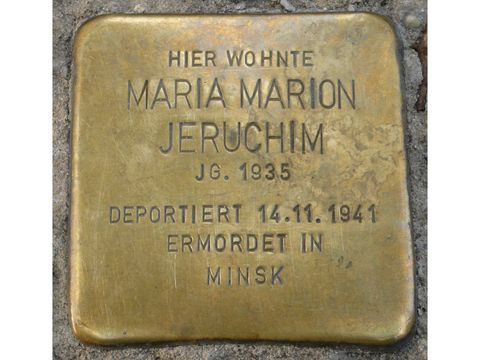 HIER WOHNTE
MARIA MARION
JERUCHIM
JG. 1935
DEPORTIERT 14.11.1941
ERMORDET IN
MINSK